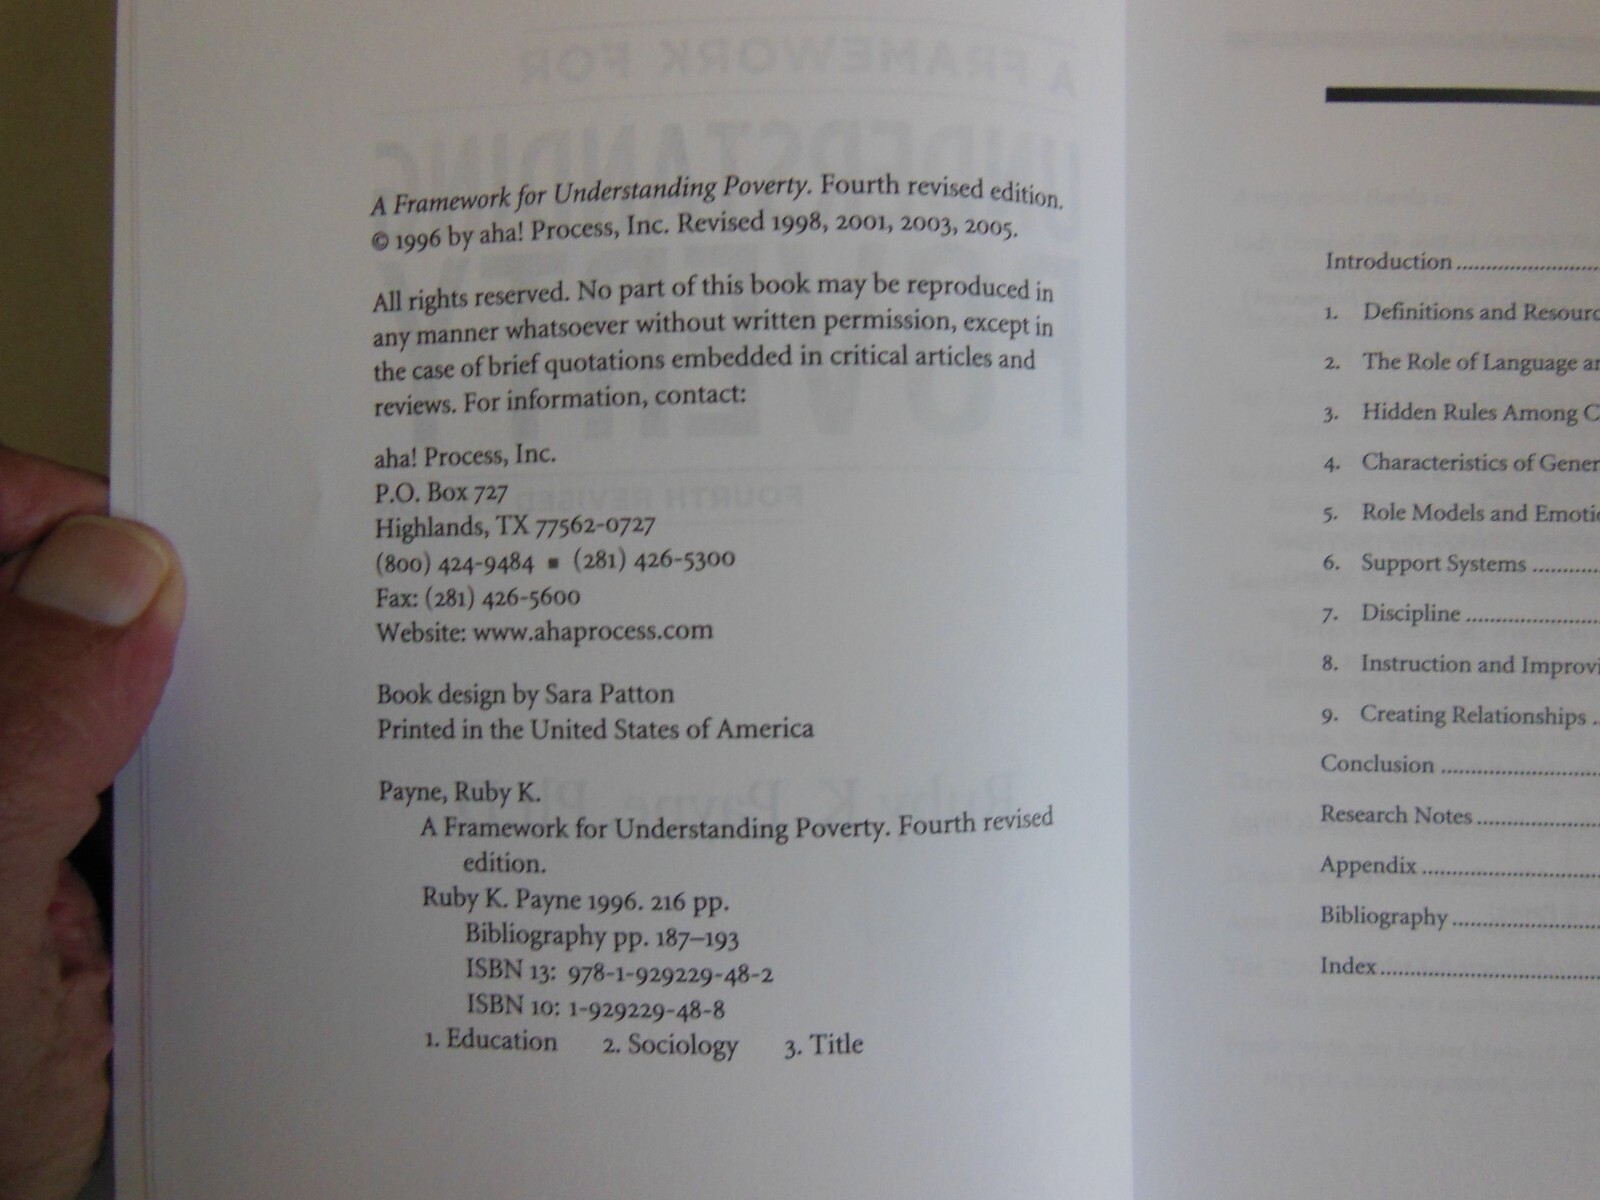 A Framework for Understanding Poverty. Fourth revised edition.
© 1996 by aha! Process, Inc. Revised 1998, 2001, 2003, 2005.
All rights reserved. No part of this book may be reproduced in
any manner whatsoever without written permission, except in
the case of brief quotations embedded in critical articles and
reviews. For information, contact:
aha! Process, Inc.
P.O. Box 727
Highlands, TX 77562-0727
(800) 424-9484 ▪ (281) 426-5300
Fax: (281) 426-5600
Website: www.ahaprocess.com
Book design by Sara Patton
Printed in the United States of America
Payne, Ruby K.
A Framework for Understanding Poverty. Fourth revised
edition.
Ruby K. Payne 1996. 216 pp.
Bibliography pp. 187–193
ISBN 13: 978-1-929229-48-2
ISBN 10: 1-929229-48-8
1. Education 2. Sociology 3. Title
Introduction
1. Definitions and
2. The Role of Language
3. Hidden Rules Among
4. Characteristics of
5. Role Models and
6. Support Systems
7. Discipline
8. Instruction and
9. Creating Relationships
Conclusion
Research Notes
Appendix
Bibliography
Index